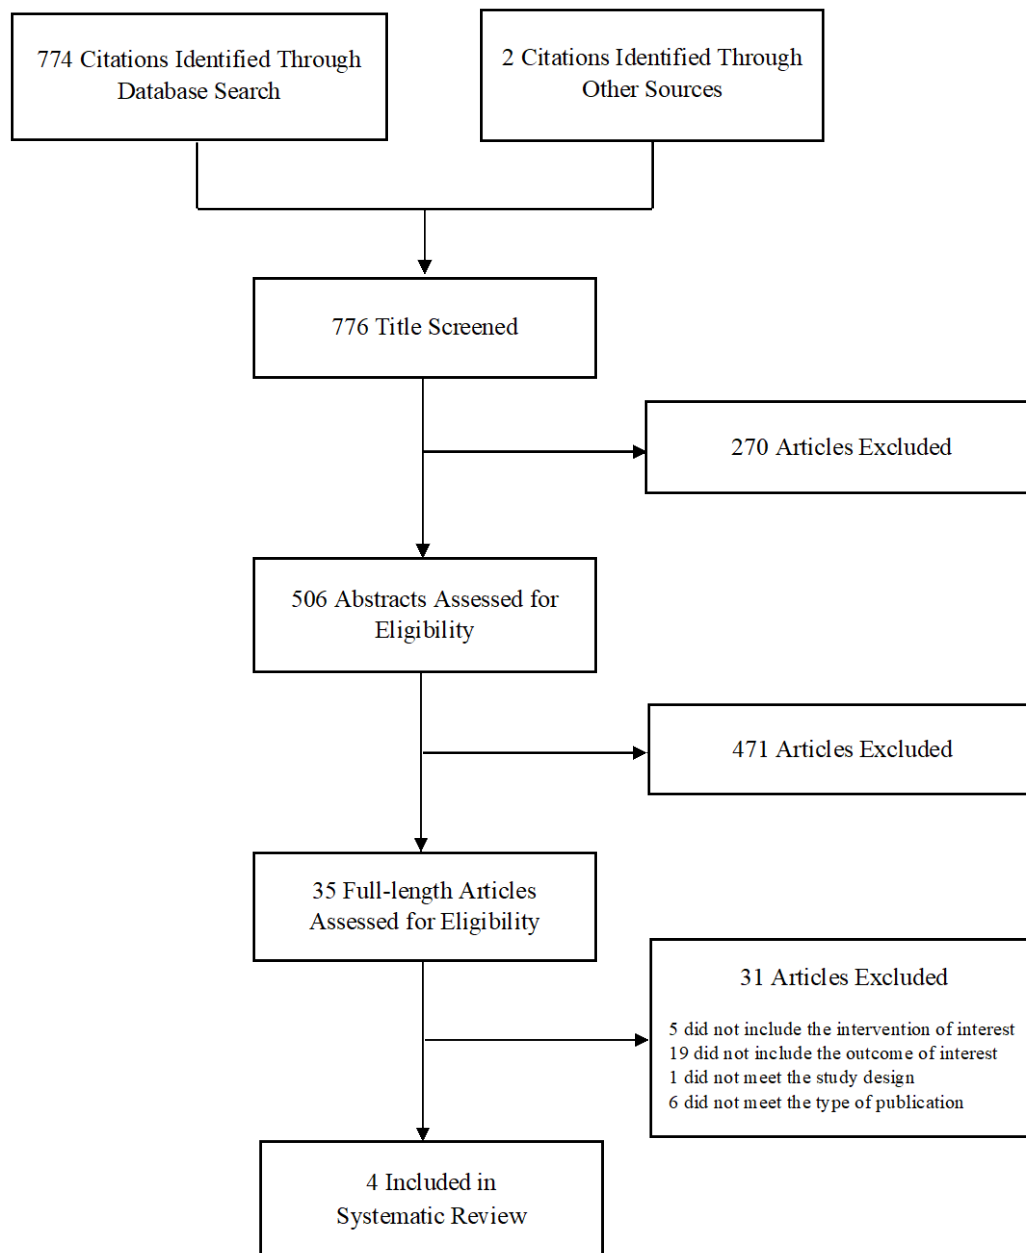 774 Citations Identified Through
Database Search
2 Citations Identified Through
Other Sources
776 Title Screened
270 Articles Excluded
506 Abstracts Assessed for
Eligibility
471 Articles Excluded
35 Full-length Articles
Assessed for Eligibility
31 Articles Excluded
5 did not include the intervention of interest
19 did not include the outcome of interest
1 did not meet the study design
6 did not meet the type of publication
4 Included in
Systematic Review